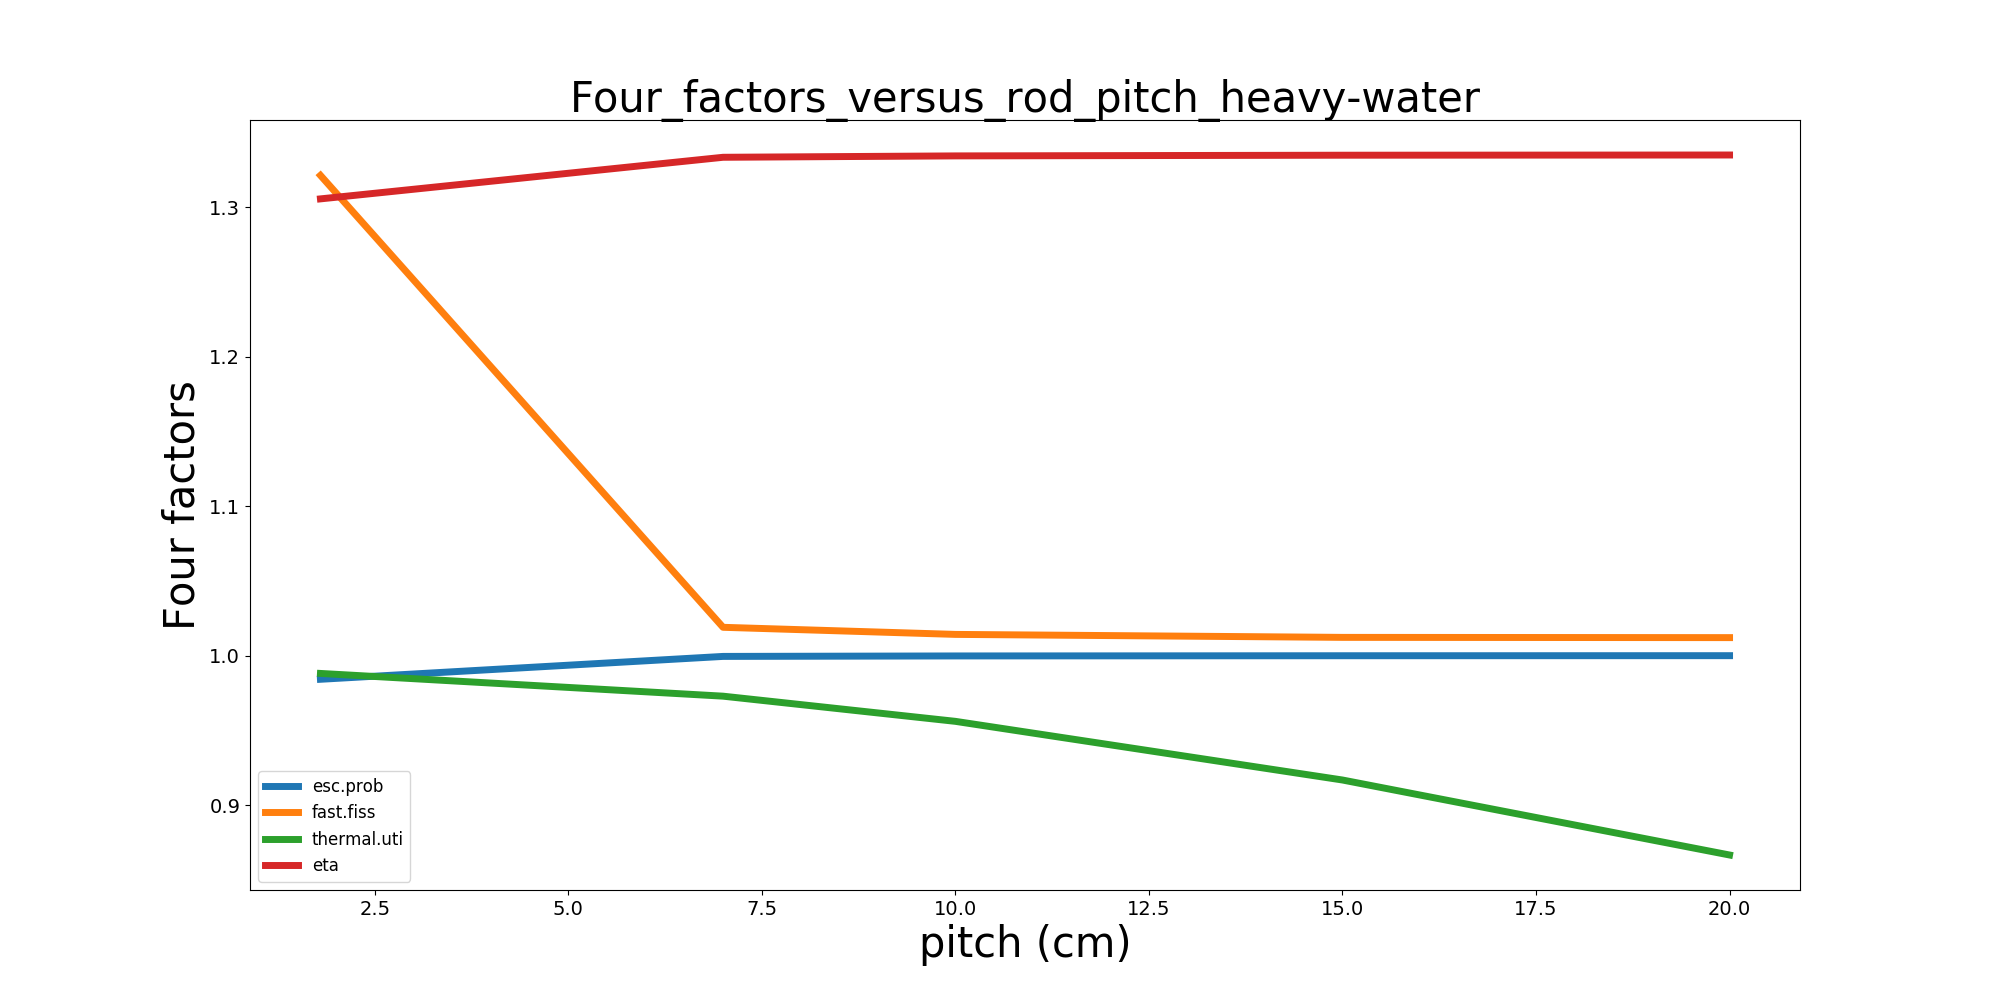 Four_factors_versus_rod_pitch_heavy-water
Four factors
1.3
1.2
1.1
1.0
0.9
esc.prob
fast.fiss
thermal.uti
eta
2.5 5.0 7.5 10.0 12.5 15.0 17.5 20.0
pitch (cm)